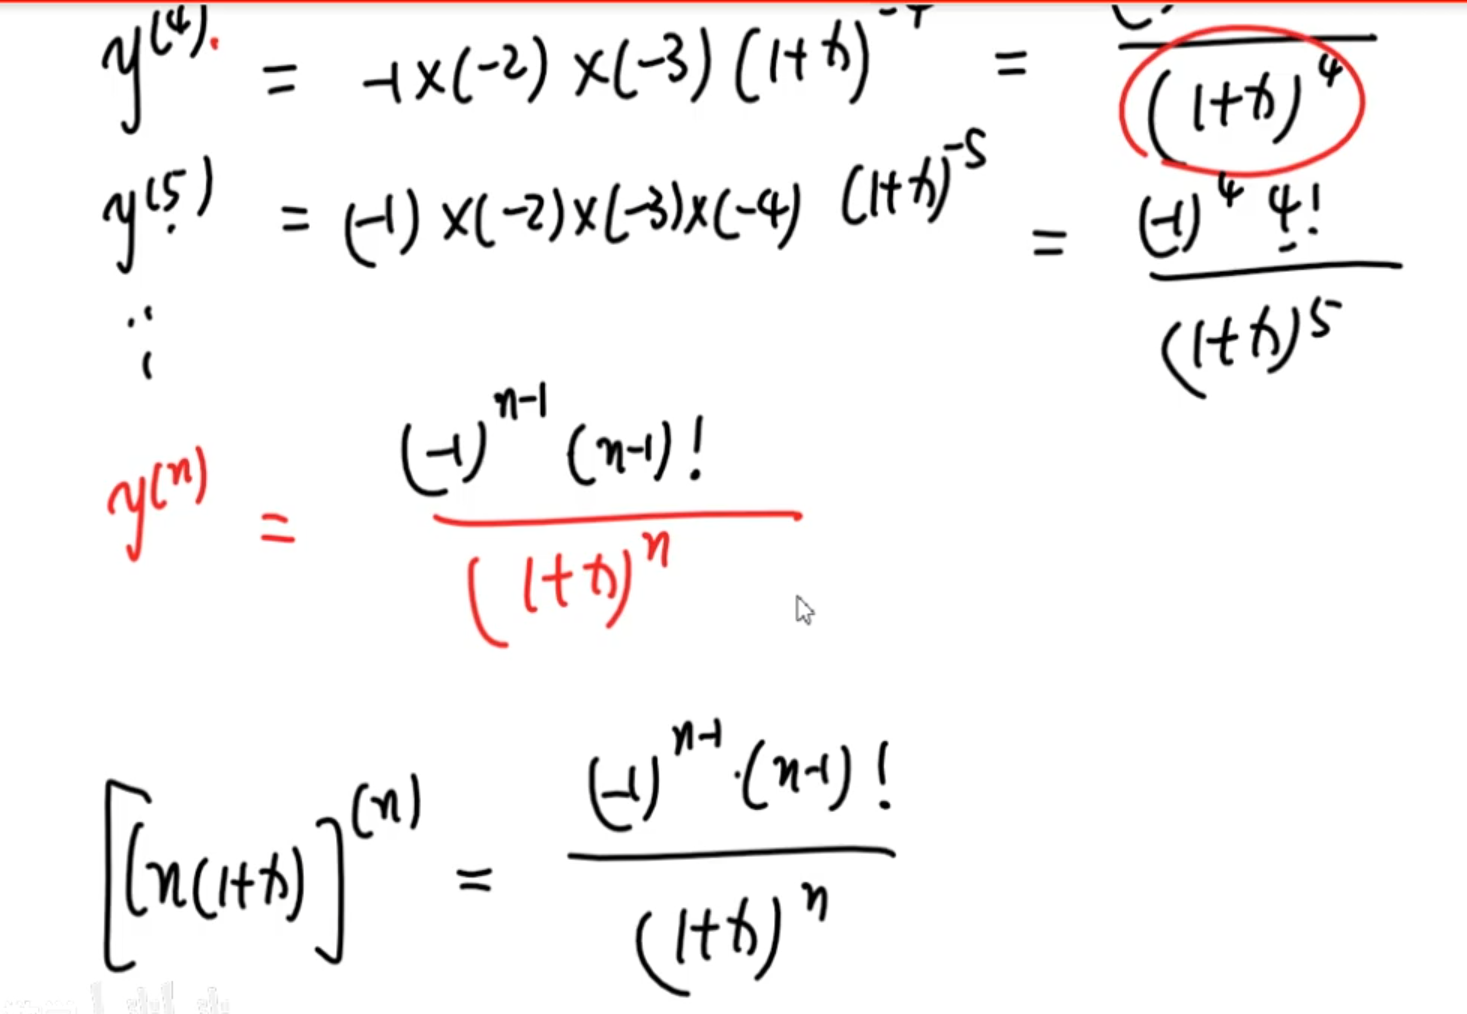 y^(4) = -1×(-2)×(-3)(1+x)^-4 = / (1+x)^4
y^(5) = (-1)×(-2)×(-3)×(-4) (1+x)^-5 = (-1)^4 4! / (1+x)^5
⋮
y^(n) = (-1)^n-1 (n-1)! / (1+x)^n
[ln(1+x)]^(n) = (-1)^n-1 · (n-1)! / (1+x)^n